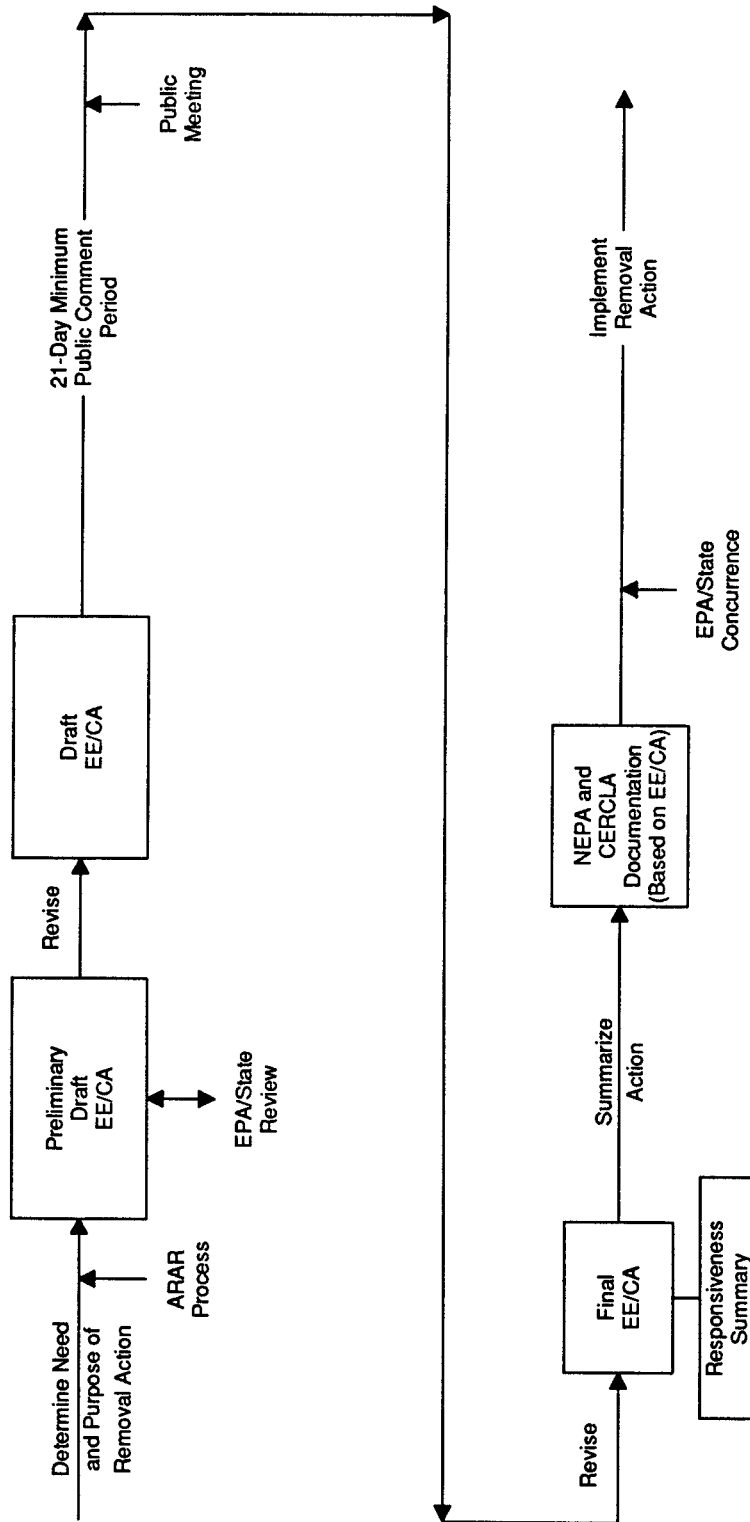 Determine Need
and Purpose of
Removal Action
ARAR
Process
Preliminary
Draft
EE/CA
EPA/State
Review
Revise
Draft
EE/CA
21-Day Minimum
Public Comment
Period
Public
Meeting
Revise
Final
EE/CA
Responsiveness
Summary
Summarize
Action
NEPA and
CERCLA
Documentation
(Based on EE/CA)
EPA/State
Concurrence
Implement
Removal
Action